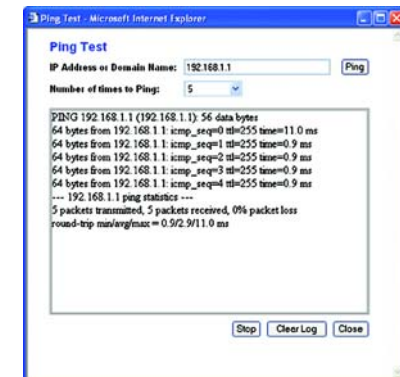 Ping Test - Microsoft Internet Explorer
Ping Test
IP Address or Domain Name: 192.168.1.1 Ping
Number of times to Ping: 5
PING 192.168.1.1 (192.168.1.1): 56 data bytes
64 bytes from 192.168.1.1: icmp_seq=0 ttl=255 time=11.0 ms
64 bytes from 192.168.1.1: icmp_seq=1 ttl=255 time=0.9 ms
64 bytes from 192.168.1.1: icmp_seq=2 ttl=255 time=0.9 ms
64 bytes from 192.168.1.1: icmp_seq=3 ttl=255 time=0.9 ms
64 bytes from 192.168.1.1: icmp_seq=4 ttl=255 time=0.9 ms
--- 192.168.1.1 ping statistics ---
5 packets transmitted, 5 packets received, 0% packet loss
round-trip min/avg/max = 0.9/2.9/11.0 ms
Stop Clear Log Close